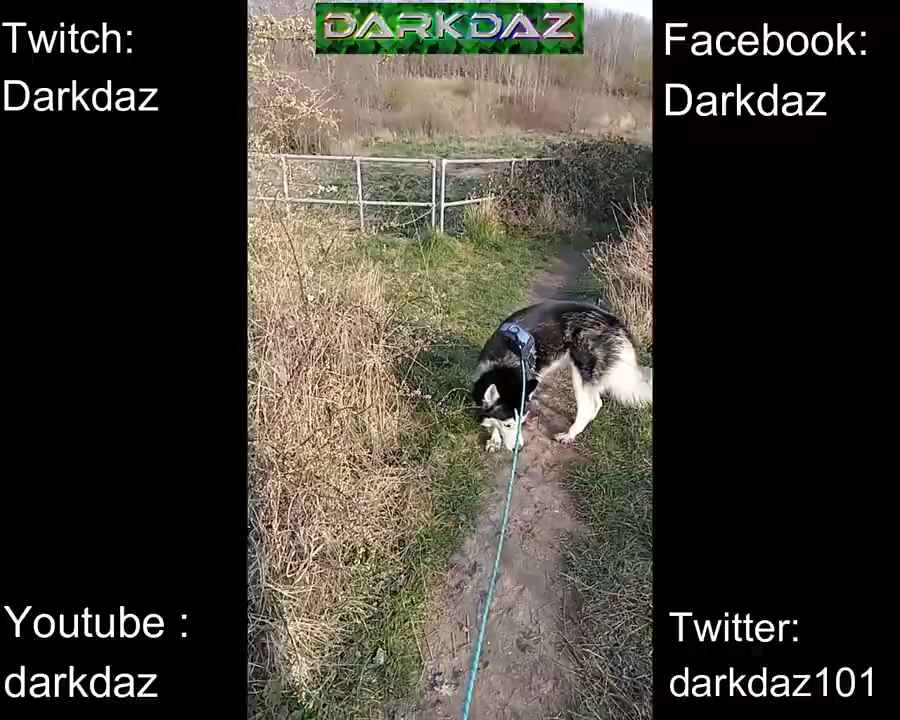 DARKDAZ
Twitch:
Darkdaz
Facebook:
Darkdaz
Youtube :
darkdaz
Twitter:
darkdaz101